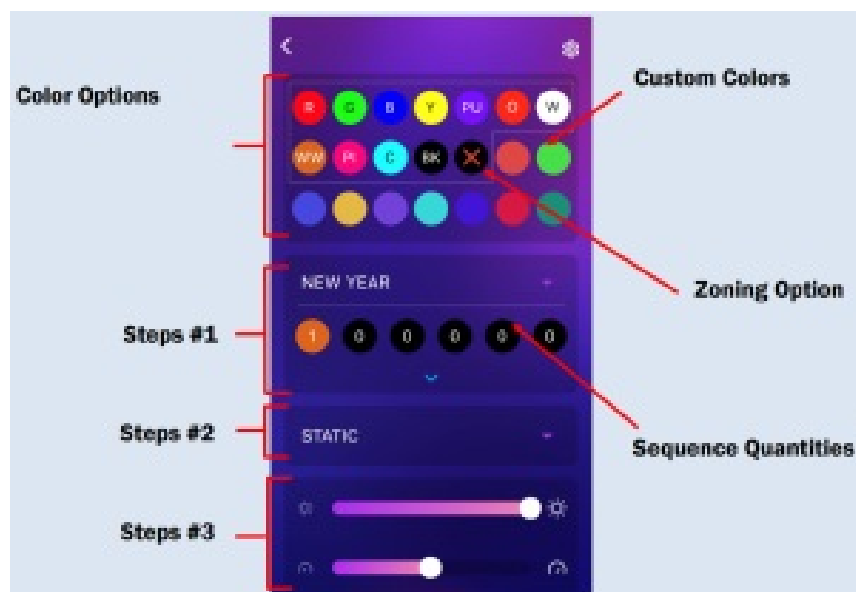 Color Options
Custom Colors
R G B Y PU O W
WW PI C BK
Zoning Option
NEW YEAR
Steps #1
1 0 0 0 0 0
Steps #2
STATIC
Sequence Quantities
Steps #3